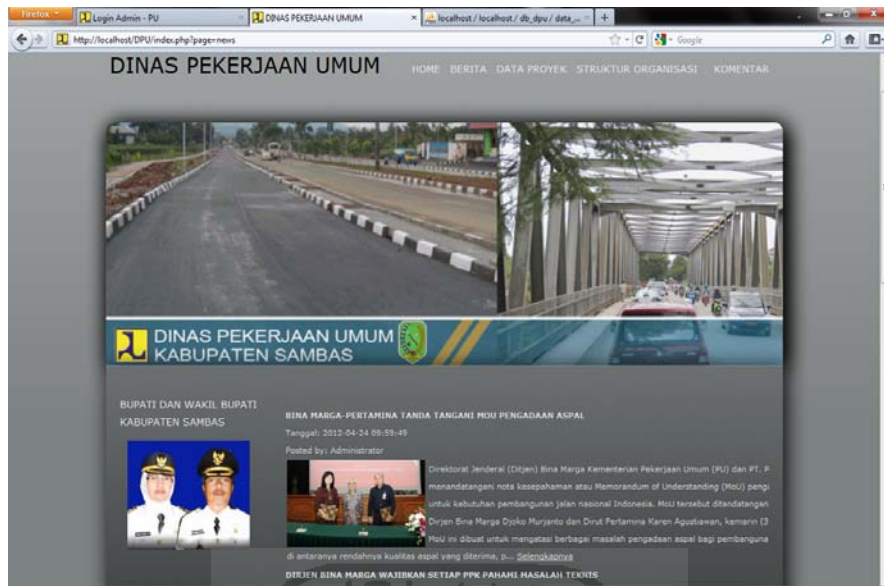 Firefox
Login Admin - PU
DINAS PEKERJAAN UMUM
localhost / localhost / db_dpu / data_...
http://localhost/DPU/index.php?page=news
Google
DINAS PEKERJAAN UMUM
HOME BERITA DATA PROYEK STRUKTUR ORGANISASI KOMENTAR
DINAS PEKERJAAN UMUM
KABUPATEN SAMBAS
BUPATI DAN WAKIL BUPATI
KABUPATEN SAMBAS
BINA MARGA-PERTAMINA TANDA TANGANI MOU PENGADAAN ASPAL
Tanggal: 2012-04-24 09:59:49
Posted by: Administrator
Direktorat Jenderal (Ditjen) Bina Marga Kementerian Pekerjaan Umum (PU) dan PT. P
menandatangani nota kesepahaman atau Memorandum of Understanding (MoU) peng
untuk kebutuhan pembangunan jalan nasional Indonesia. MoU tersebut ditandatangan
Dirjen Bina Marga Djoko Murjanto dan Dirut Pertamina Karen Agustiawan, kemarin (3
MoU ini dibuat untuk mengatasi berbagai masalah pengadaan aspal bagi pembanguna
di antaranya rendahnya kualitas aspal yang diterima, p... Selengkapnya
DIRJEN BINA MARGA WAJIBKAN SETIAP PPK PAHAMI MASALAH TEKNIS